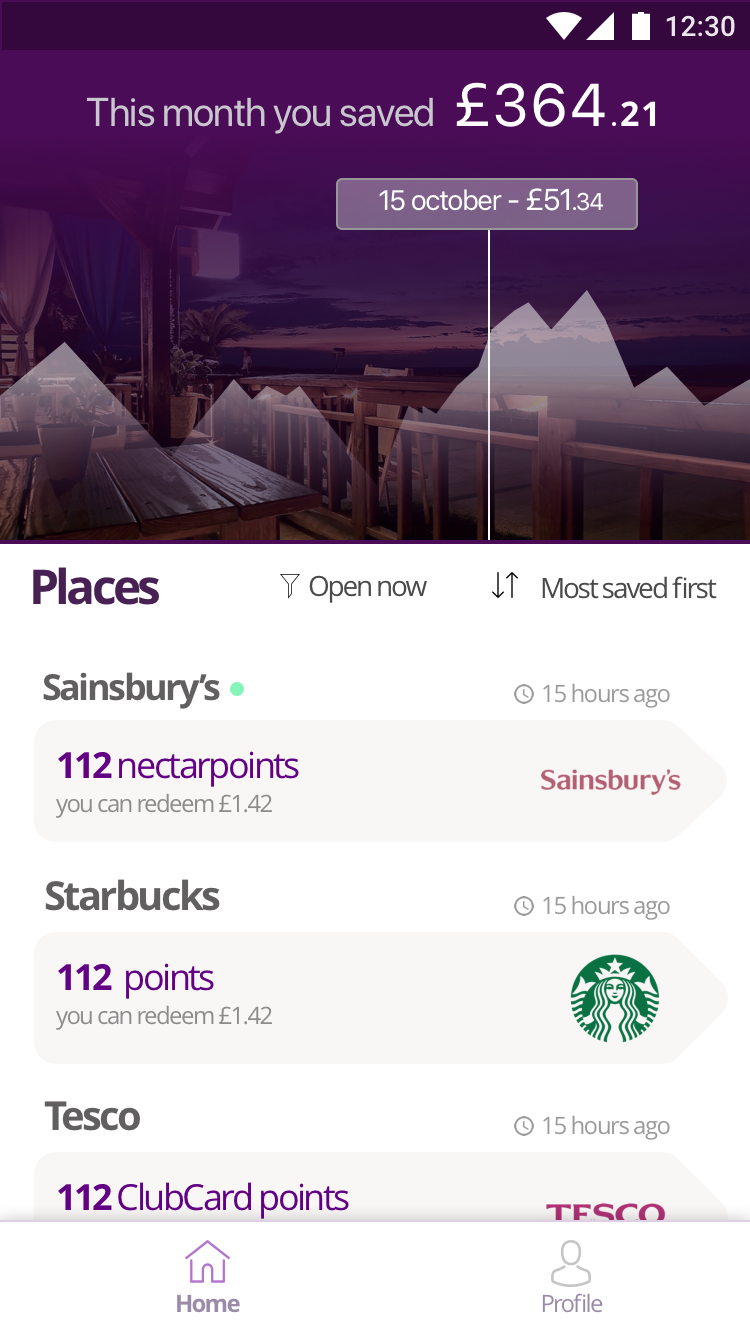 12:30
This month you saved £364.21
15 october - £51.34
Places
Open now
Most saved first
Sainsbury’s
15 hours ago
112 nectarpoints
you can redeem £1.42
Sainsbury’s
Starbucks
15 hours ago
112 points
you can redeem £1.42
Tesco
15 hours ago
112 ClubCard points
TESCO
Home
Profile